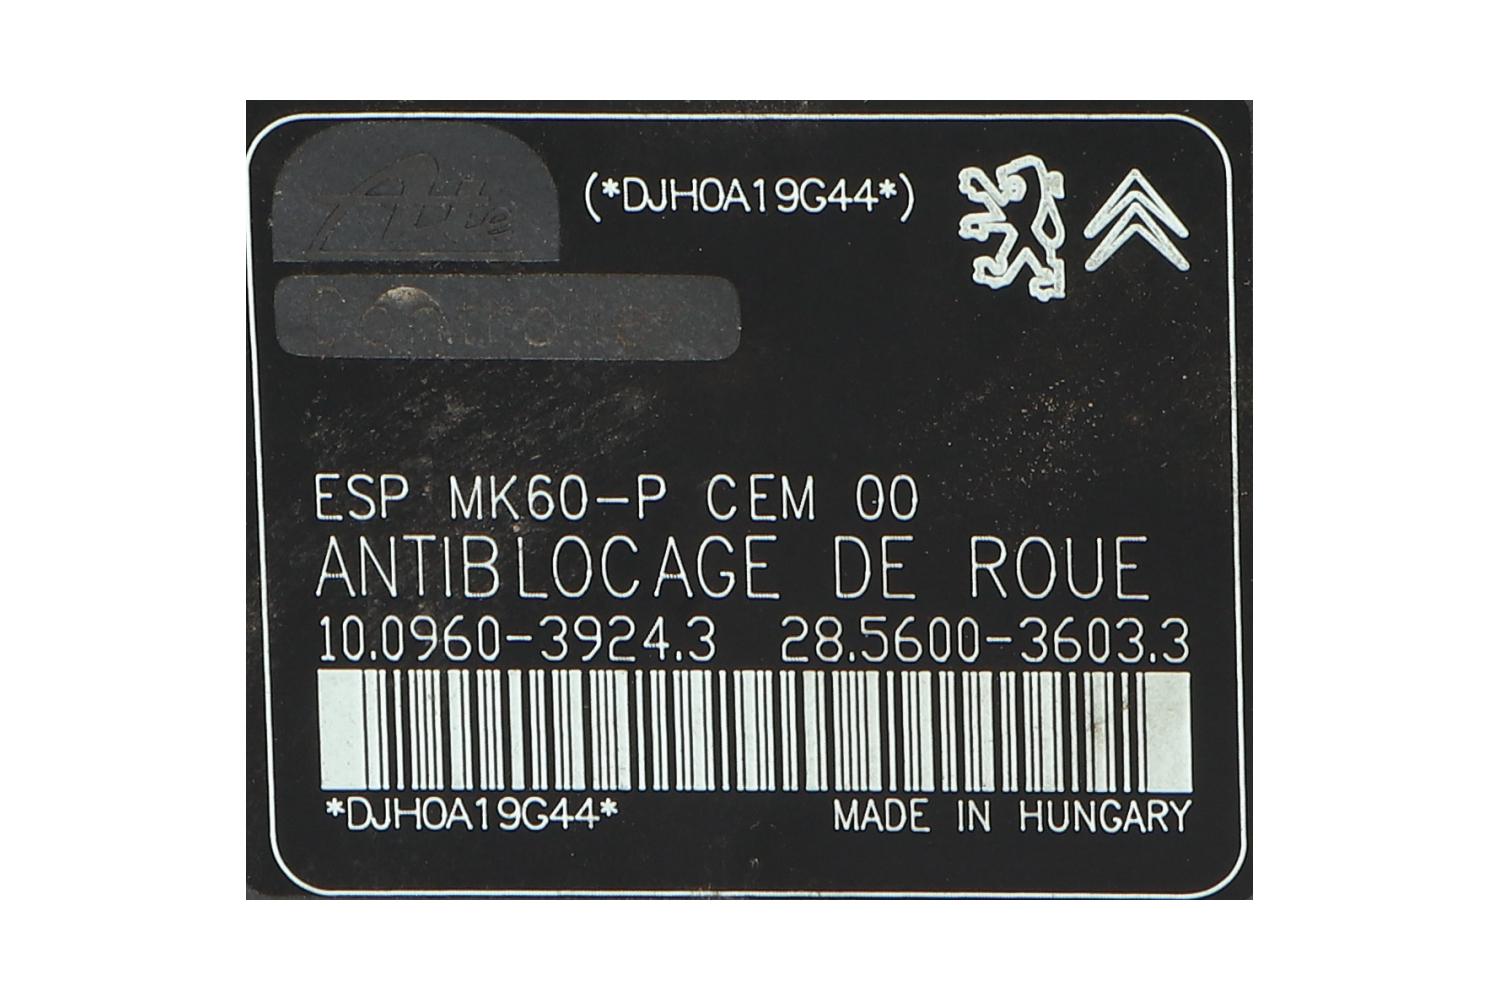 (*DJH0A19G44*)
Controller
ESP MK60-P CEM 00
ANTIBLOCAGE DE ROUE
10.0960-3924.3 28.5600-3603.3
*DJH0A19G44*
MADE IN HUNGARY